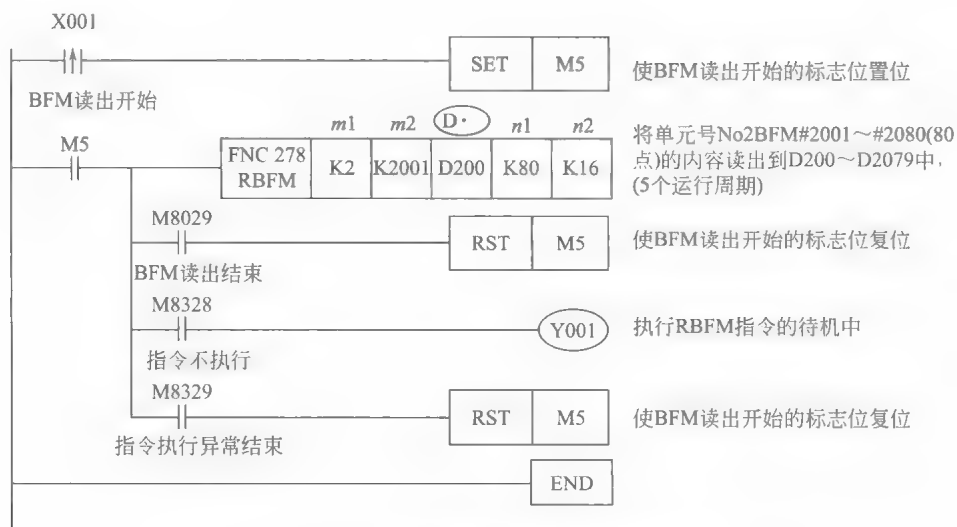 X001
SET M5
使BFM读出开始的标志位置位
BFM读出开始
m1 m2 D· n1 n2
M5
FNC 278
RBFM
K2 K2001 D200 K80 K16
将单元号No2BFM#2001～#2080(80
点)的内容读出到D200～D2079中,
(5个运行周期)
M8029
RST M5
使BFM读出开始的标志位复位
BFM读出结束
M8328
Y001
执行RBFM指令的待机中
指令不执行
M8329
RST M5
使BFM读出开始的标志位复位
指令执行异常结束
END